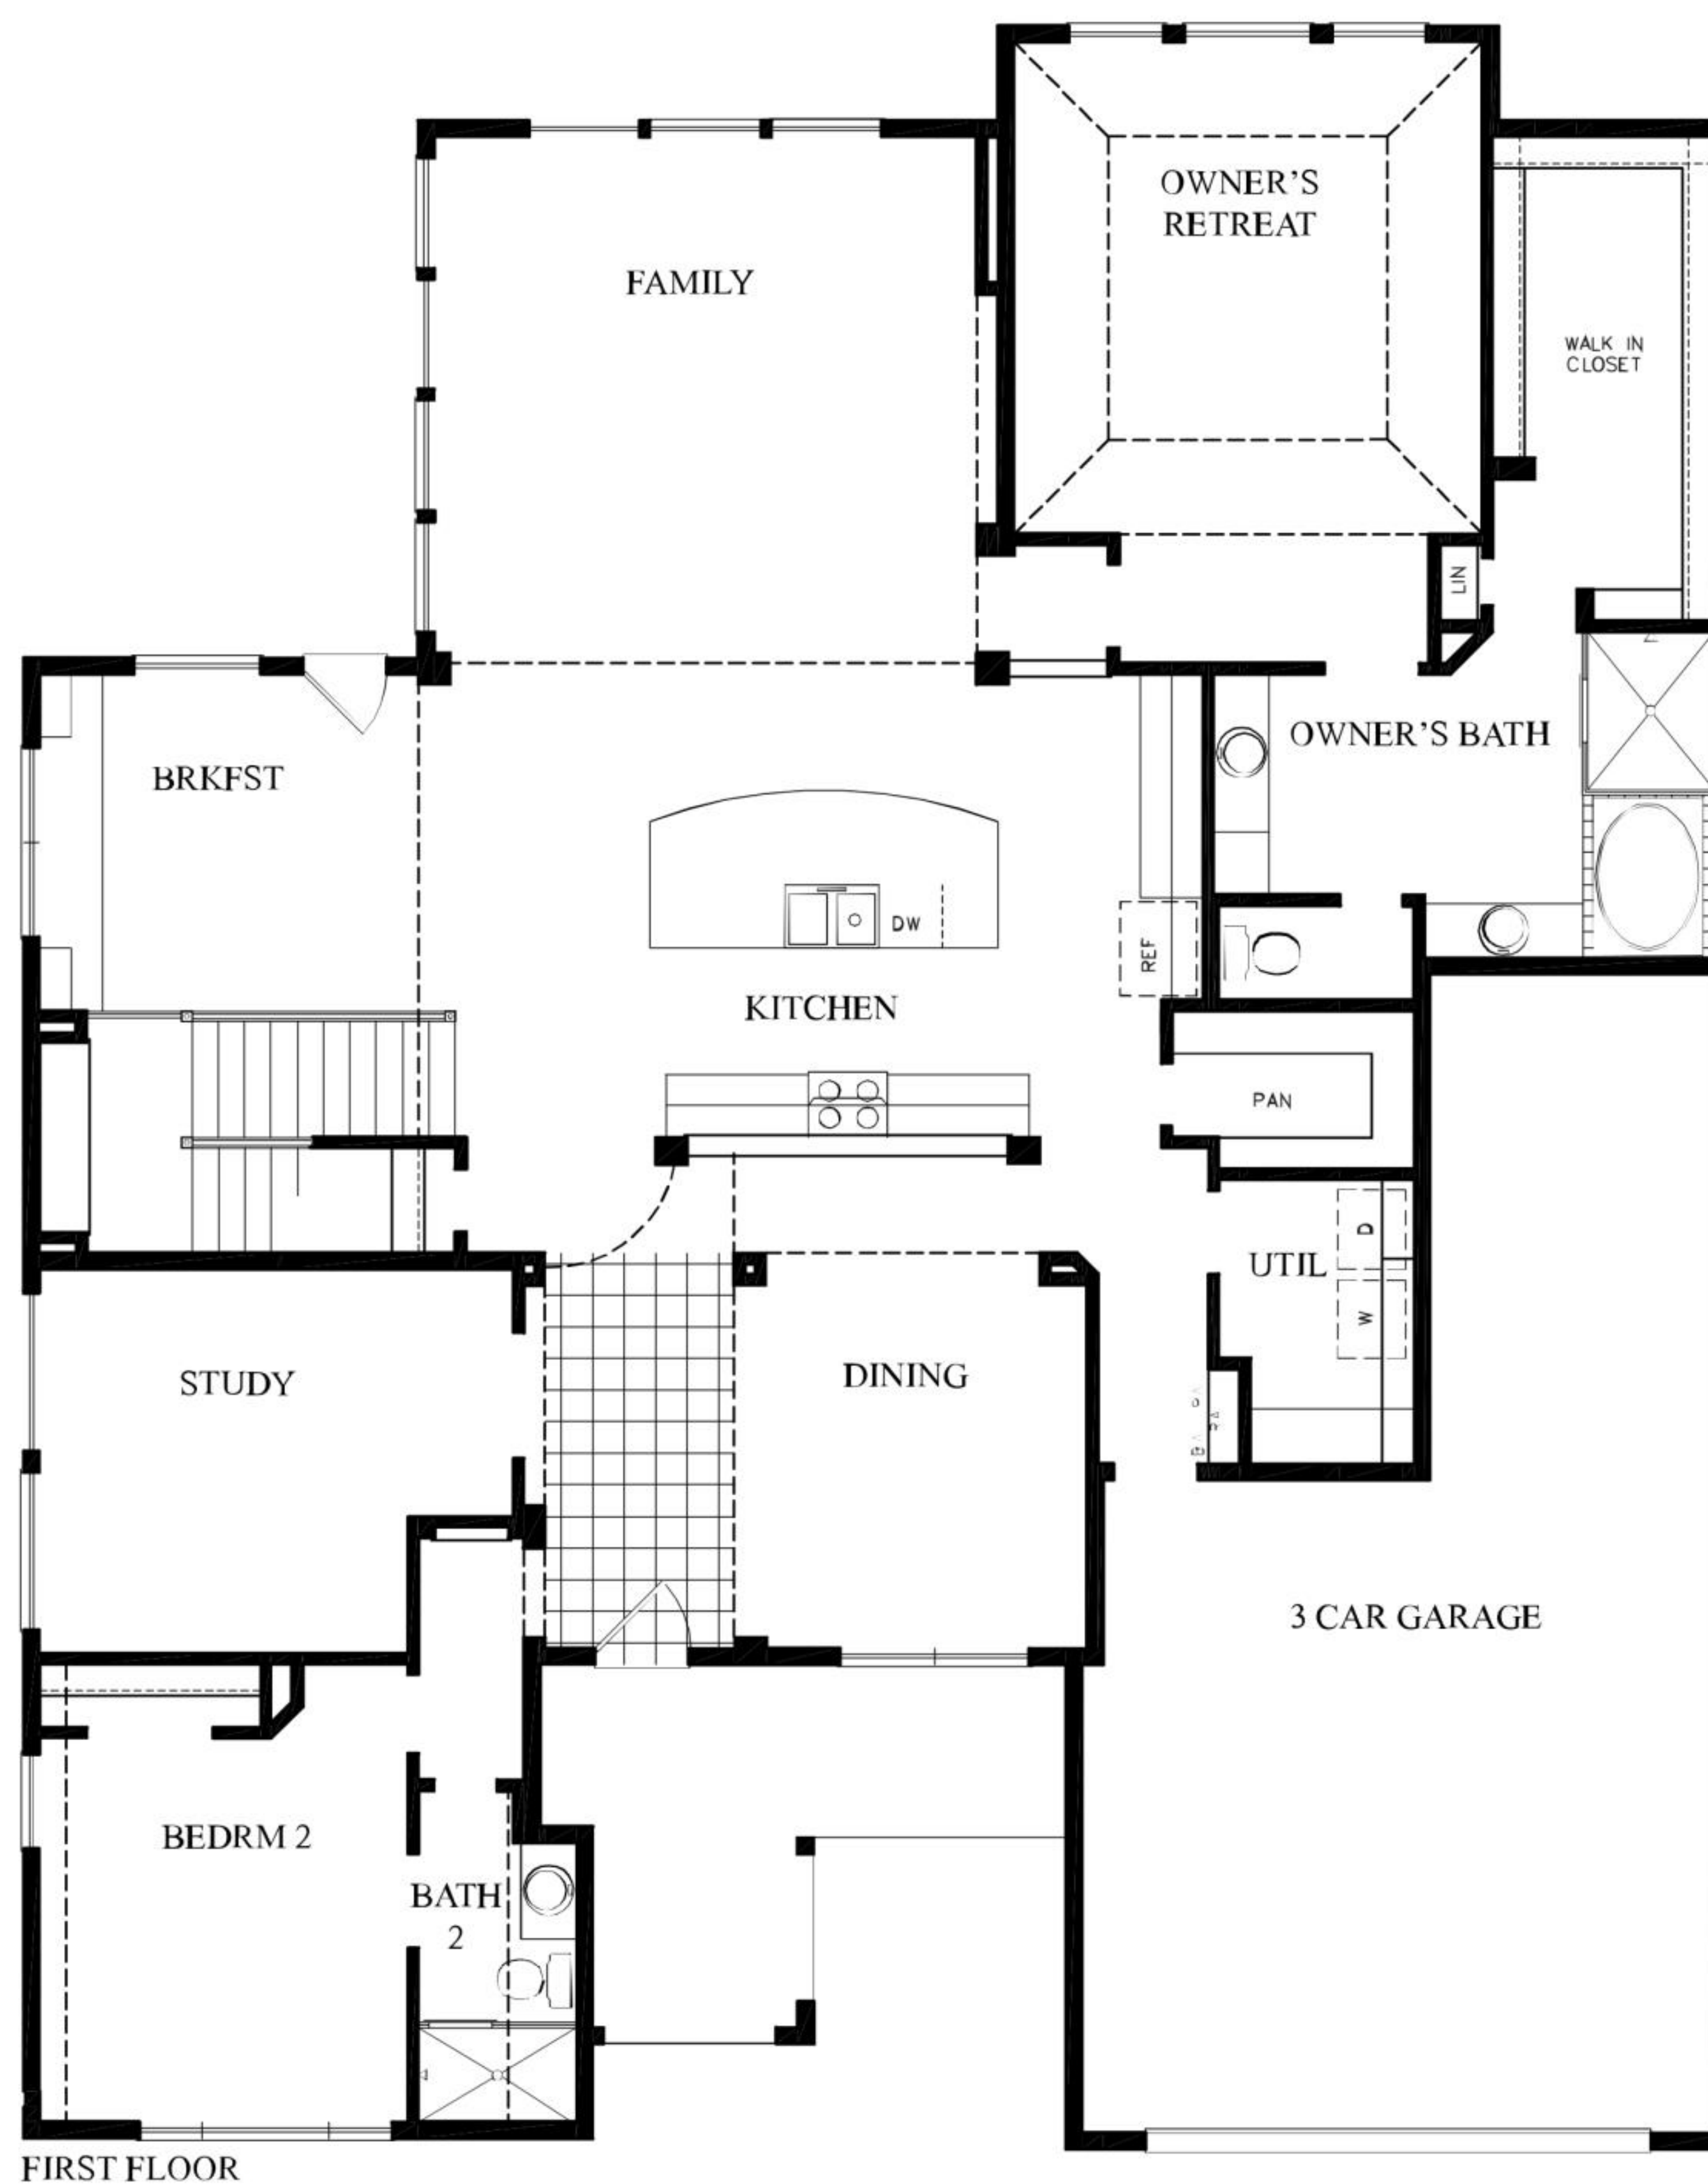 OWNER'S
RETREAT
FAMILY
WALK IN
CLOSET
LIN
OWNER'S BATH
BRKFST
DW
REF
KITCHEN
PAN
D
UTIL
W
DINING
STUDY
3 CAR GARAGE
BEDRM 2
BATH
2
FIRST FLOOR